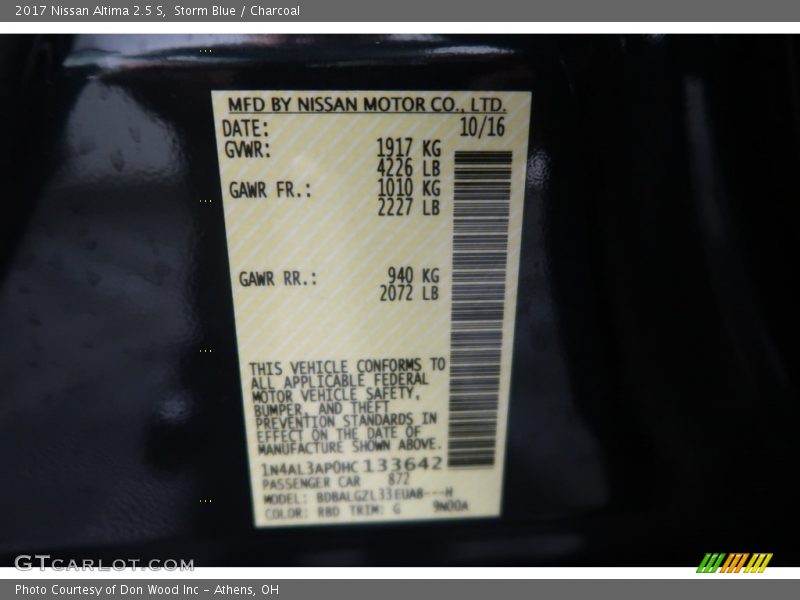 2017 Nissan Altima 2.5 S, Storm Blue / Charcoal
MFD BY NISSAN MOTOR CO., LTD.
DATE: 10/16
GVWR: 1917 KG
4226 LB
GAWR FR.: 1010 KG
2227 LB
GAWR RR.: 940 KG
2072 LB
THIS VEHICLE CONFORMS TO
ALL APPLICABLE FEDERAL
MOTOR VEHICLE SAFETY,
BUMPER, AND THEFT
PREVENTION STANDARDS IN
EFFECT ON THE DATE OF
MANUFACTURE SHOWN ABOVE.
1N4AL3AP0HC133642
PASSENGER CAR 872
MODEL: BDBALGZL33EUAB---H
COLOR: RBD TRIM: G 9N00A
GTcarlot.com
Photo Courtesy of Don Wood Inc - Athens, OH